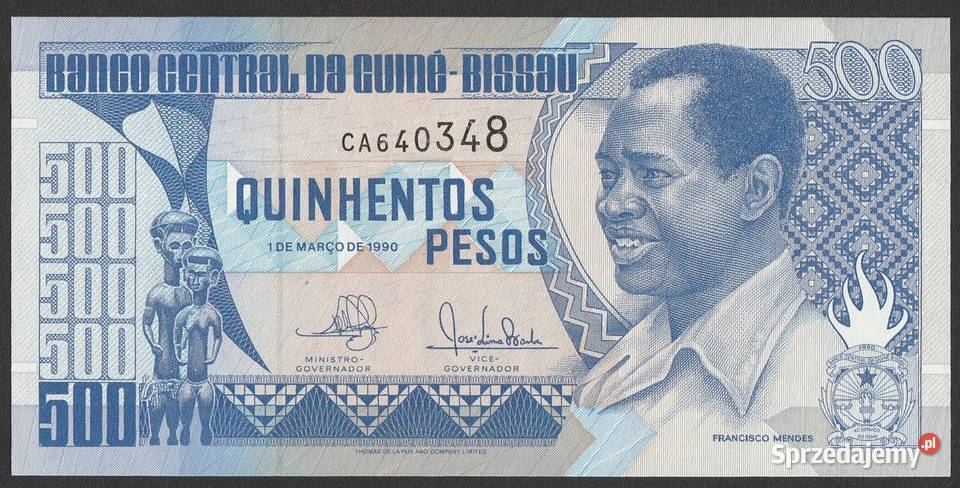 BANCO CENTRAL DA GUINÉ-BISSAU
500
CA640348
500
500
500
500
500
QUINHENTOS
PESOS
1 DE MARÇO DE 1990
MINISTRO-
GOVERNADOR
VICE-
GOVERNADOR
1990
FRANCISCO MENDES
THOMAS DE LA RUE AND COMPANY LIMITED
Sprzedajemy.pl